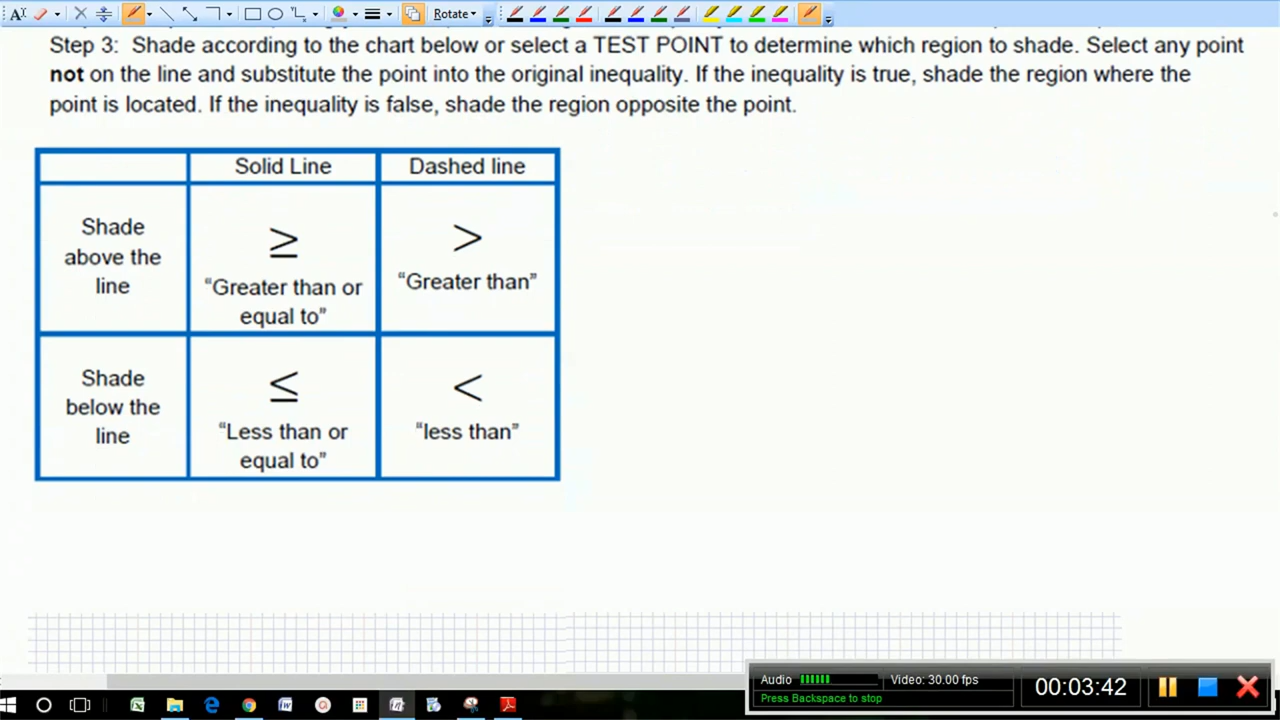 Rotate
Step 3: Shade according to the chart below or select a TEST POINT to determine which region to shade. Select any point
not on the line and substitute the point into the original inequality. If the inequality is true, shade the region where the
point is located. If the inequality is false, shade the region opposite the point.
Solid Line
Dashed line
Shade
above the
line
≥
“Greater than or
equal to”
>
“Greater than”
Shade
below the
line
≤
“Less than or
equal to”
<
“less than”
Audio
Video: 30.00 fps
Press Backspace to stop
00:03:42